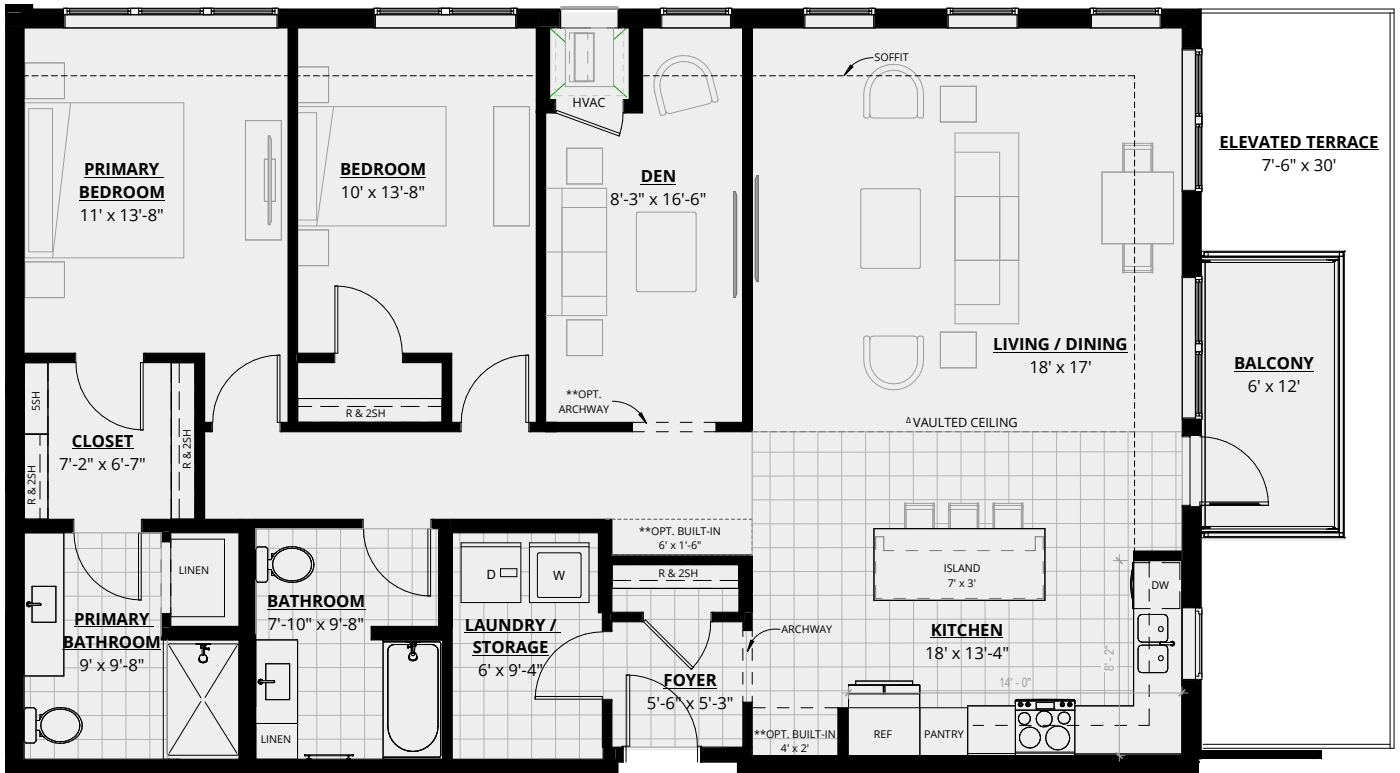 SOFFIT
HVAC
PRIMARY
BEDROOM
11' x 13'-8"
BEDROOM
10' x 13'-8"
DEN
8'-3" x 16'-6"
ELEVATED TERRACE
7'-6" x 30'
LIVING / DINING
18' x 17'
BALCONY
6' x 12'
**OPT.
ARCHWAY
R & 2SH
ΔVAULTED CEILING
5SH
CLOSET
7'-2" x 6'-7"
R & 2SH
R & 2SH
**OPT. BUILT-IN
6' x 1'-6"
R & 2SH
LINEN
D
W
ISLAND
7' x 3'
DW
BATHROOM
7'-10" x 9'-8"
PRIMARY
BATHROOM
9' x 9'-8"
LAUNDRY /
STORAGE
6' x 9'-4"
ARCHWAY
KITCHEN
18' x 13'-4"
8' - 2"
14' - 0"
FOYER
5'-6" x 5'-3"
LINEN
**OPT. BUILT-IN
4' x 2'
REF
PANTRY